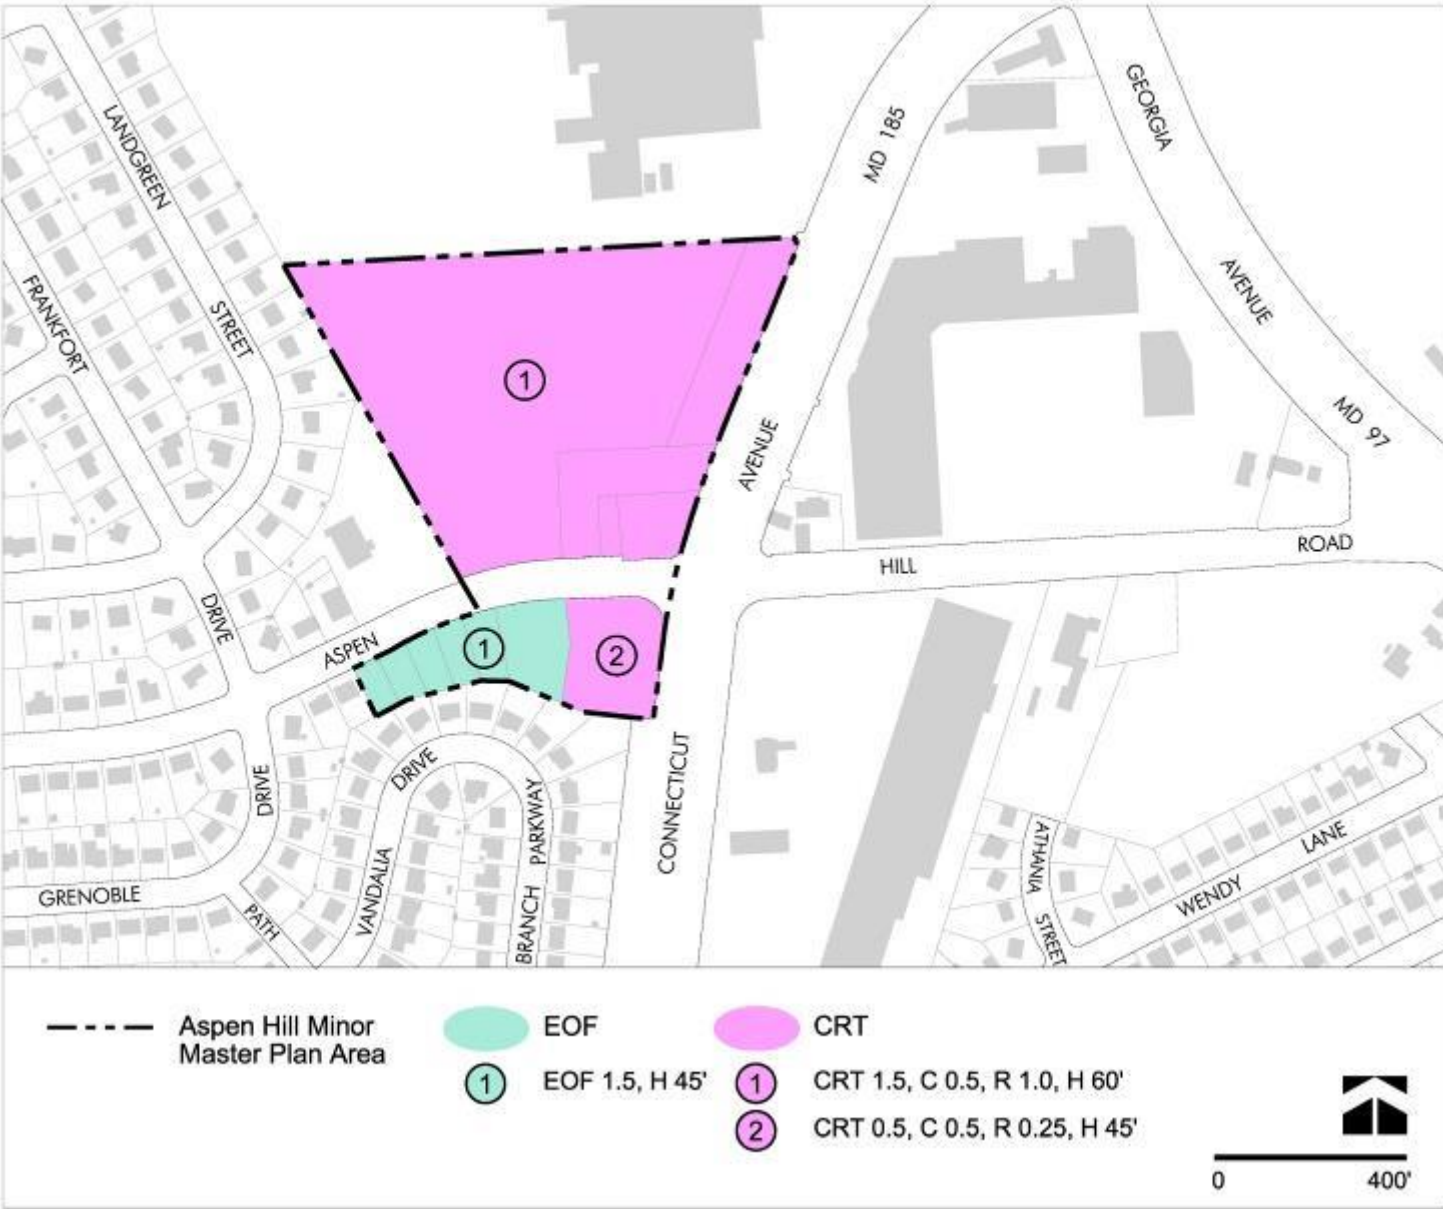 LANDGREEN
STREET
FRANKFORT
DRIVE
MD 185
GEORGIA
AVENUE
MD 97
1
AVENUE
HILL
ROAD
ASPEN
1
2
DRIVE
DRIVE
GRENOBLE
PATH
VANDALIA
BRANCH PARKWAY
CONNECTICUT
ATHANIA
STREET
WENDY
LANE
Aspen Hill Minor
Master Plan Area
EOF
1 EOF 1.5, H 45'
CRT
1 CRT 1.5, C 0.5, R 1.0, H 60'
2 CRT 0.5, C 0.5, R 0.25, H 45'
0 400'